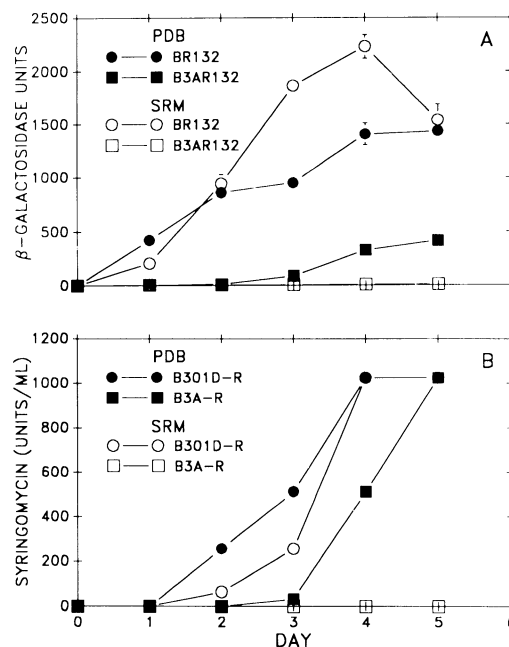 β-GALACTOSIDASE UNITS
2500
2000
1500
1000
500
0
A
PDB
BR132
B3AR132
SRM
BR132
B3AR132
SYRINGOMYCIN (UNITS/ML)
1200
1000
800
600
400
200
0
B
PDB
B301D-R
B3A-R
SRM
B301D-R
B3A-R
0 1 2 3 4 5
DAY